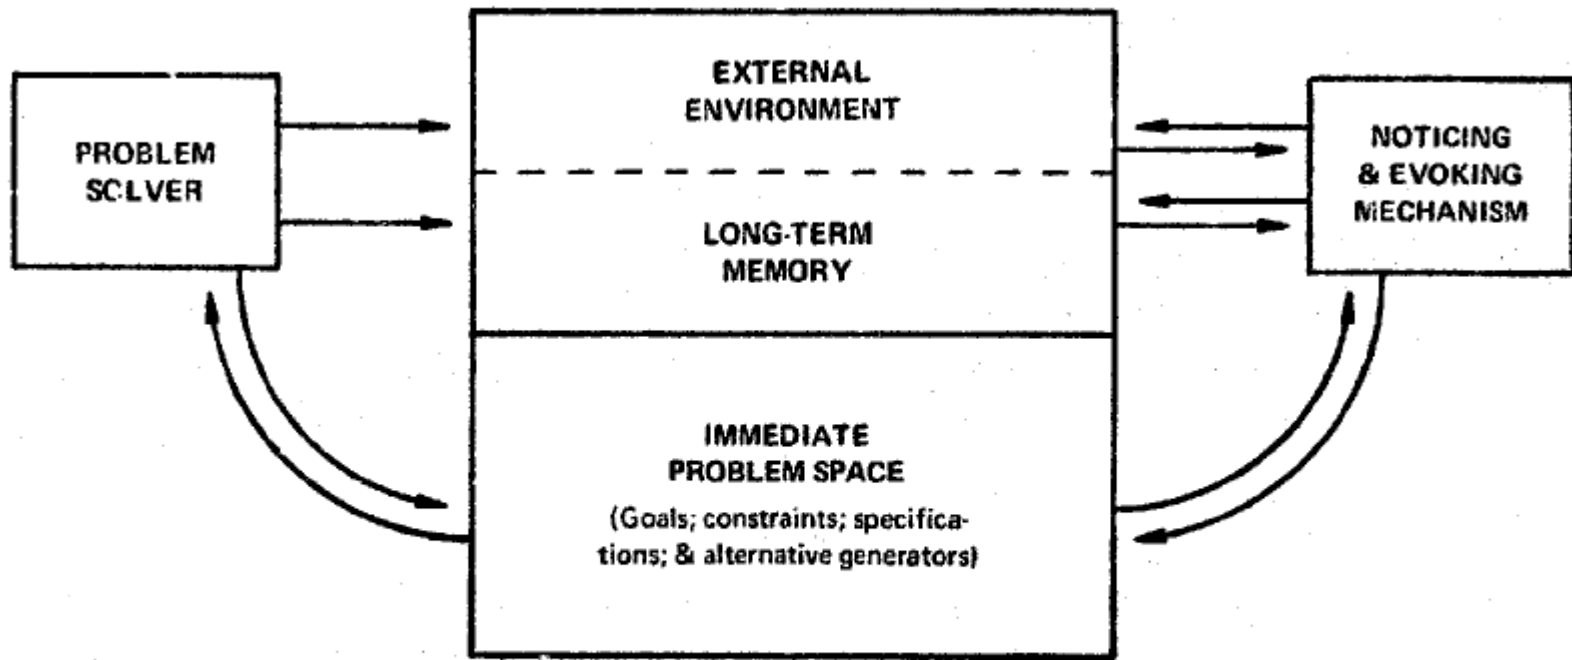 EXTERNAL
ENVIRONMENT
PROBLEM
SOLVER
NOTICING
& EVOKING
MECHANISM
LONG-TERM
MEMORY
IMMEDIATE
PROBLEM SPACE
(Goals; constraints; specifica-
tions; & alternative generators)